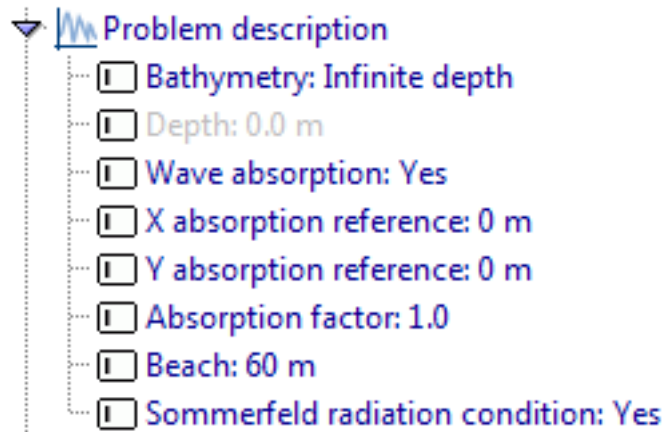 Problem description
Bathymetry: Infinite depth
Depth: 0.0 m
Wave absorption: Yes
X absorption reference: 0 m
Y absorption reference: 0 m
Absorption factor: 1.0
Beach: 60 m
Sommerfeld radiation condition: Yes